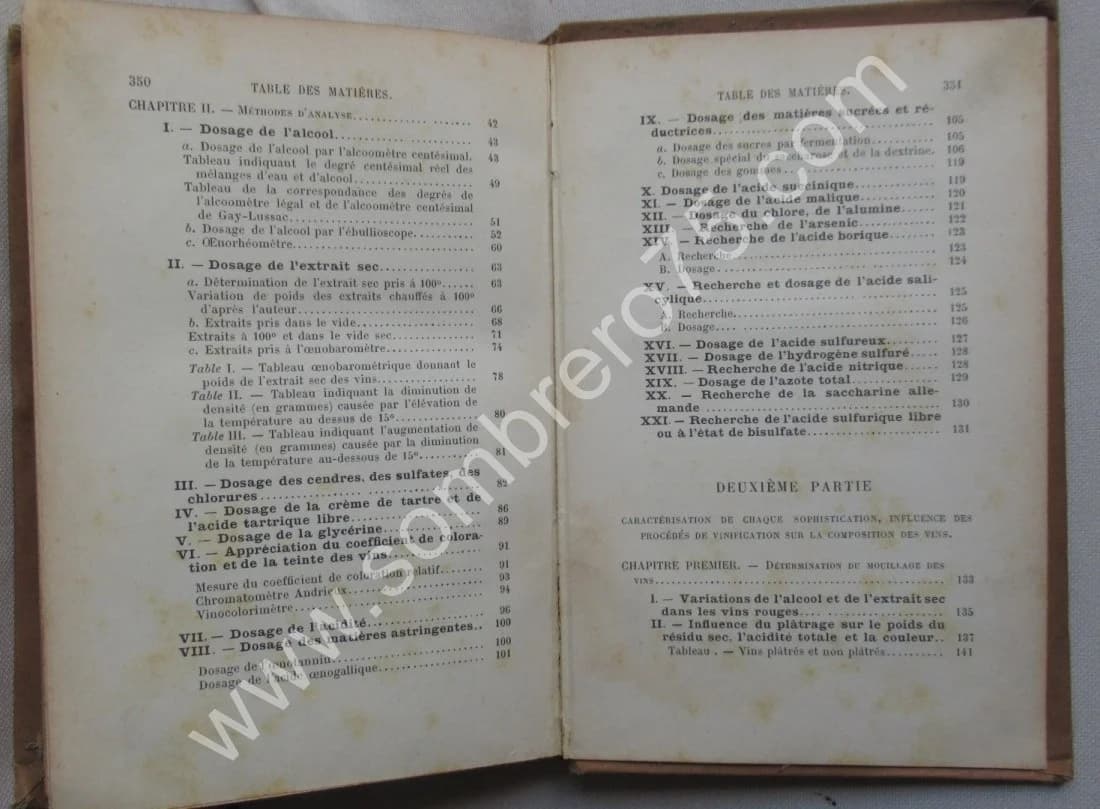 350
TABLE DES MATIÈRES.
CHAPITRE II. — MÉTHODES D'ANALYSE................. 42
I. — Dosage de l'alcool.................... 43
a. Dosage de l'alcool par l'alcoomètre centésimal. 43
Tableau indiquant le degré centésimal réel des
mélanges d'eau et d'alcool.................. 49
Tableau de la correspondance des degrés de
l'alcoomètre légal et de l'alcoomètre centésimal
de Gay-Lussac........................... 51
b. Dosage de l'alcool par l'ébullioscope........... 52
c. Œnorhéomètre........................... 60
II. — Dosage de l'extrait sec................ 63
a. Détermination de l'extrait sec pris à 100°..... 63
Variation de poids des extraits chauffés à 100°
d'après l'auteur......................... 66
b. Extraits pris dans le vide.................. 68
Extraits à 100° et dans le vide sec............ 71
c. Extraits pris à l'œnobaromètre.............. 74
Table I. — Tableau œnobarométrique donnant le
poids de l'extrait sec des vins.............. 78
Table II. — Tableau indiquant la diminution de
densité (en grammes) causée par l'élévation de
la température au dessus de 15°............. 80
Table III. — Tableau indiquant l'augmentation de
densité (en grammes) causée par la diminution
de la température au-dessous de 15°.......... 81
III. — Dosage des cendres, des sulfates, des
chlorures.......................
IV. — Dosage de la crème de tartre et de
l'acide tartrique libre.................... 86
V. — Dosage de la glycérine............... 89
VI. — Appréciation du coefficient de colora-
tion et de la teinte des vins............... 91
Mesure du coefficient de coloration relatif....... 91
Chromatomètre Andrieux................... 93
Vinocolorimètre.......................... 94
VII. — Dosage de l'acidité................. 96
VIII. — Dosage des matières astringentes.. 100
Dosage de l'œnotannin.................... 100
Dosage de l'acide œnogallique.............. 101
TABLE DES MATIÈRES. 351
IX. — Dosage des matières sucrées et ré-
ductrices........................... 105
a. Dosage des sucres par fermentation.......... 105
b. Dosage spécial du saccharose et de la dextrine. 106
c. Dosage des gommes...................... 119
X. Dosage de l'acide succinique............. 119
XI. — Dosage de l'acide malique............ 120
XII. — Dosage du chlore, de l'alumine....... 121
XIII. — Recherche de l'arsenic............. 122
XIV. — Recherche de l'acide borique........ 123
A. Recherche........................... 123
B. Dosage.............................. 124
XV. — Recherche et dosage de l'acide sali-
cylique............................. 125
A. Recherche........................... 125
B. Dosage.............................. 126
XVI. — Dosage de l'acide sulfureux......... 127
XVII. — Dosage de l'hydrogène sulfuré...... 128
XVIII. — Recherche de l'acide nitrique...... 128
XIX. — Dosage de l'azote total............. 129
XX. — Recherche de la saccharine alle-
mande ............................. 130
XXI. — Recherche de l'acide sulfurique libre
ou à l'état de bisulfate................... 131
DEUXIÈME PARTIE
CARACTÉRISATION DE CHAQUE SOPHISTICATION, INFLUENCE DES
PROCÉDÉS DE VINIFICATION SUR LA COMPOSITION DES VINS.
CHAPITRE PREMIER. — DÉTERMINATION DU MOUILLAGE DES
VINS................................. 133
I. — Variations de l'alcool et de l'extrait sec
dans les vins rouges.................... 135
II. — Influence du plâtrage sur le poids du
résidu sec, l'acidité totale et la couleur.. 137
Tableau. — Vins plâtrés et non plâtrés.......... 141
www.sombrero75.com